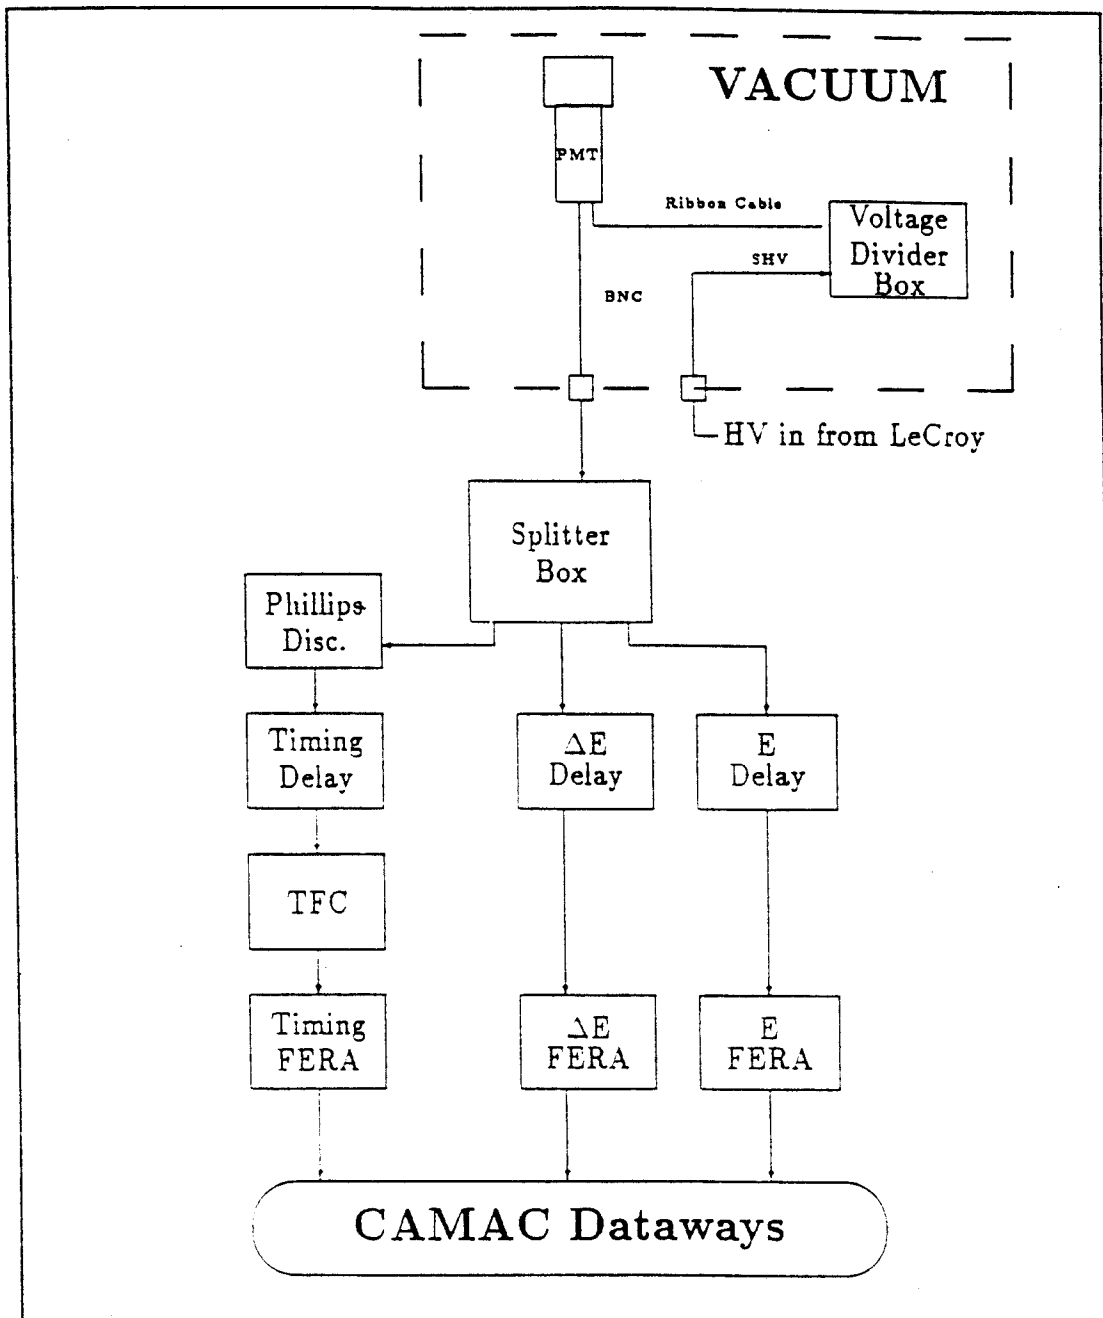 VACUUM
PMT
Ribbon Cable
Voltage
Divider
Box
SHV
BNC
HV in from LeCroy
Splitter
Box
Phillips
Disc.
Timing
Delay
ΔE
Delay
E
Delay
TFC
Timing
FERA
ΔE
FERA
E
FERA
CAMAC Dataways